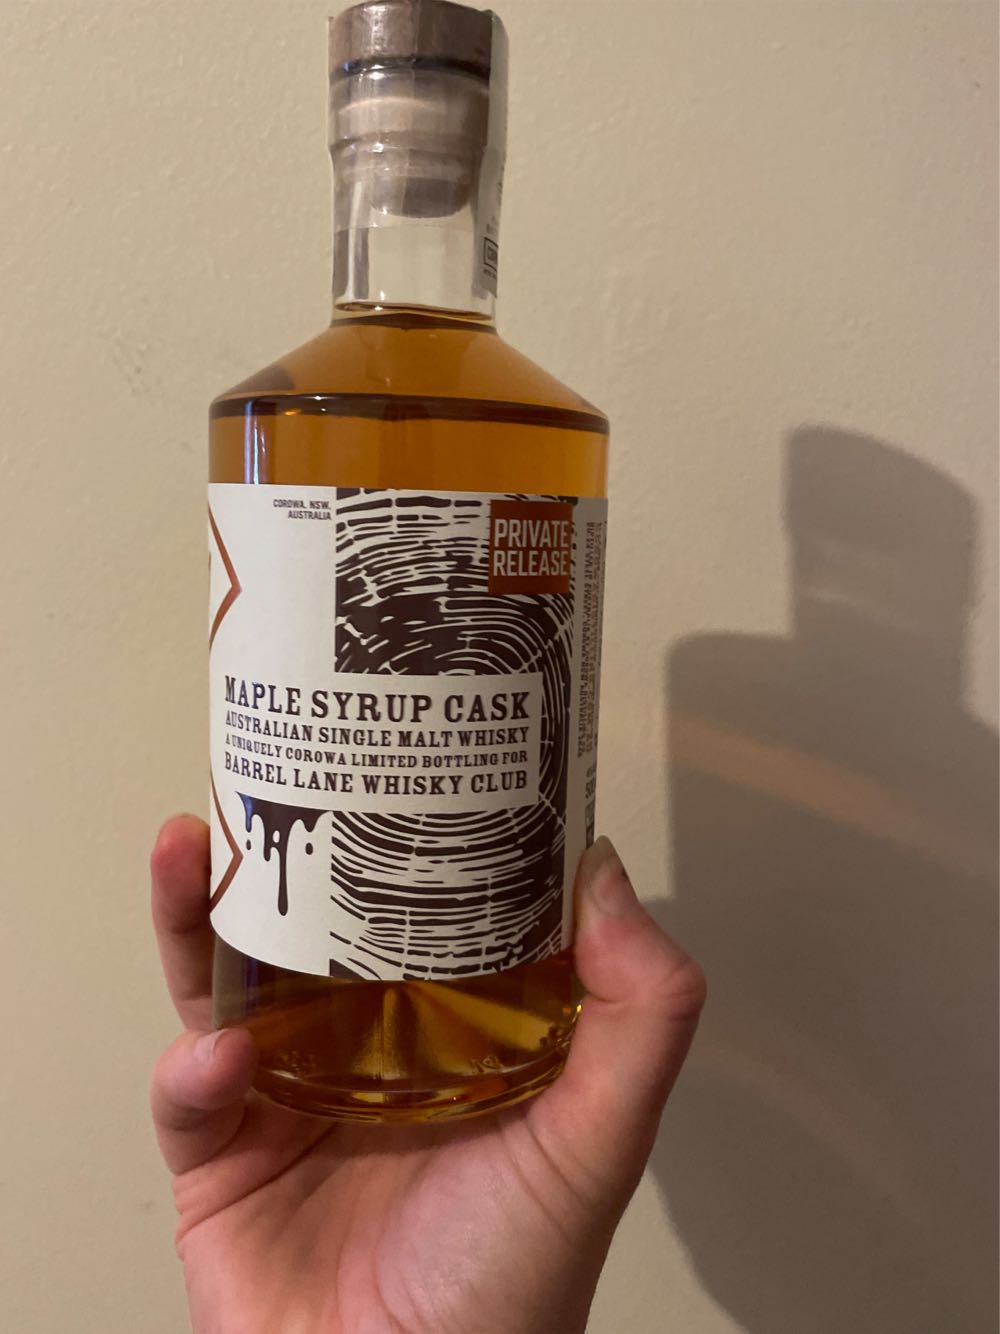 COROWA, NSW,
AUSTRALIA
PRIVATE
RELEASE
MAPLE SYRUP CASK
AUSTRALIAN SINGLE MALT WHISKY
A UNIQUELY COROWA LIMITED BOTTLING FOR
BARREL LANE WHISKY CLUB